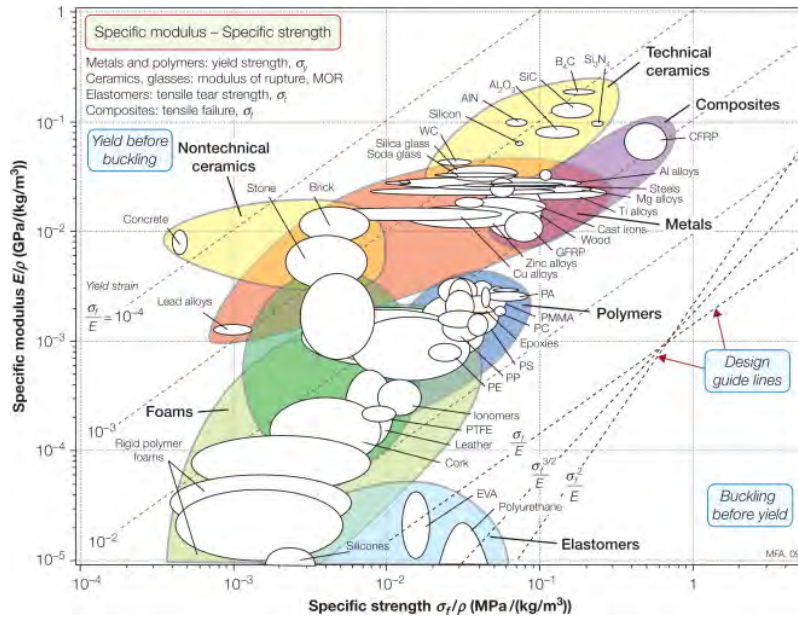 Specific modulus – Specific strength
Metals and polymers: yield strength, σy
Ceramics, glasses: modulus of rupture, MOR
Elastomers: tensile tear strength, σt
Composites: tensile failure, σt
Yield before
buckling
Technical
ceramics
B4C
Si3N4
SiC
Al2O3
AlN
Silicon
WC
Silica glass
Soda glass
Composites
CFRP
Nontechnical
ceramics
Stone
Brick
Concrete
Al alloys
Steels
Mg alloys
Ti alloys
Metals
Cast irons
Wood
GFRP
Zinc alloys
Cu alloys
Yield strain
σf/E = 10-4
Lead alloys
PA
Polymers
PMMA
PC
Epoxies
PS
PP
PE
Design
guide lines
Foams
Ionomers
PTFE
Leather
Cork
Rigid polymer
foams
10-3
10-2
σf/E
σf3/2/E
σf2/E
EVA
Polyurethane
Elastomers
Silicones
Buckling
before yield
MFA, 09
Specific modulus E/ρ (GPa/(kg/m3))
1
10-1
10-2
10-3
10-4
10-5
10-4
10-3
10-2
10-1
1
10
Specific strength σf/ρ (MPa/(kg/m3))